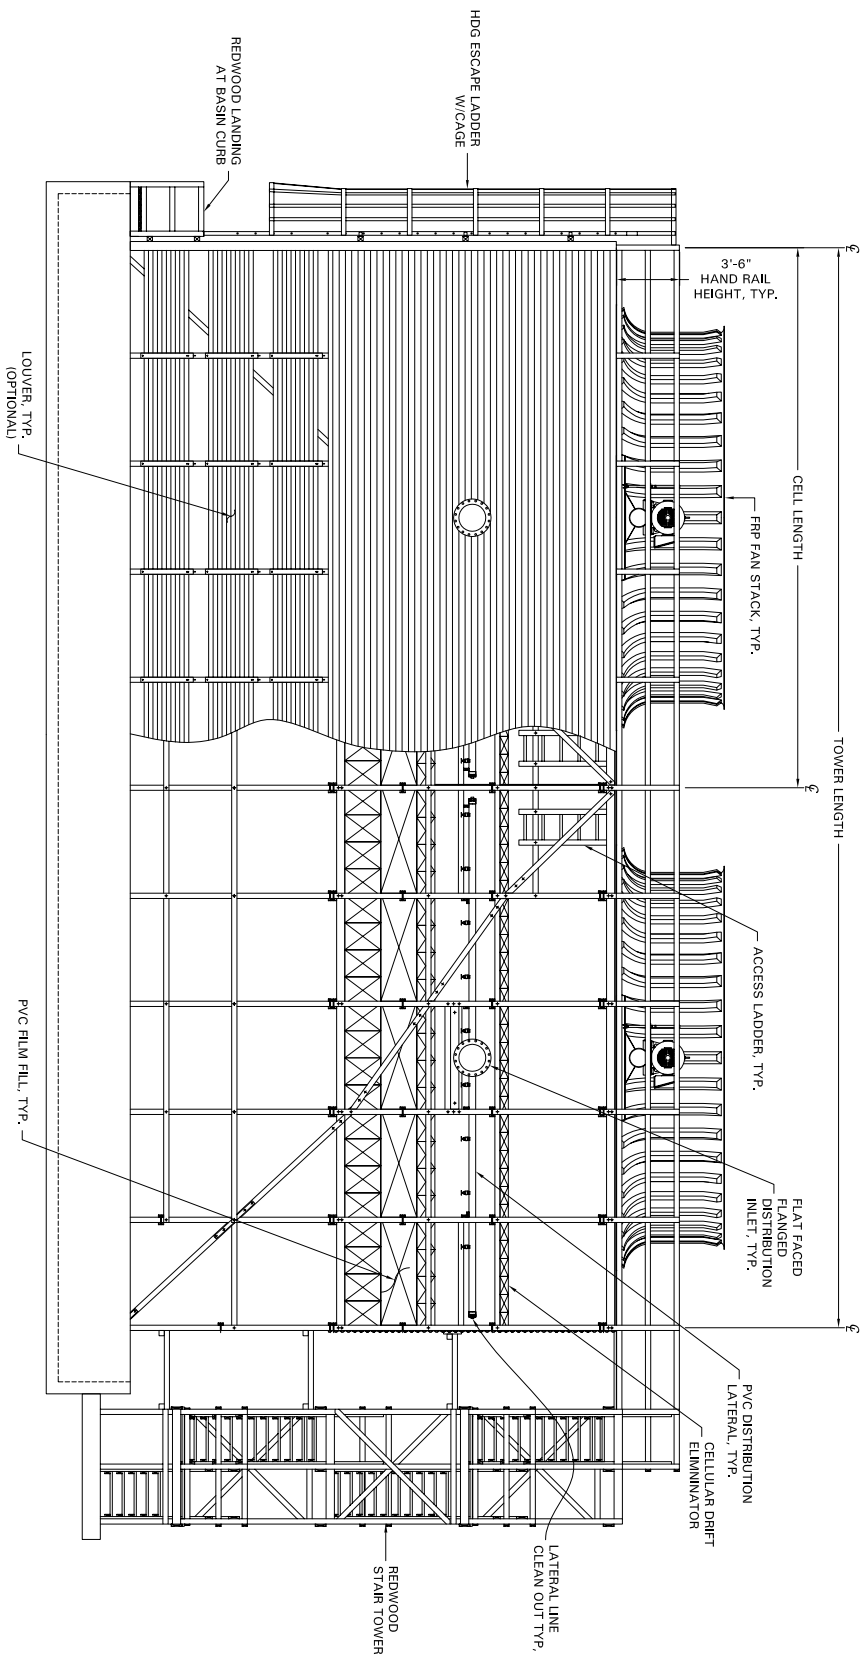 HDG ESCAPE LADDER
W/CAGE
REDWOOD LANDING
AT BASIN CURB
3'-6"
HAND RAIL
HEIGHT, TYP.
LOUVER, TYP.
(OPTIONAL)
CELL LENGTH
FRP FAN STACK, TYP.
TOWER LENGTH
ACCESS LADDER, TYP.
PVC FILM FILL, TYP.
FLAT FACED
FLANGED
DISTRIBUTION
INLET, TYP.
PVC DISTRIBUTION
LATERAL, TYP.
CELLULAR DRIFT
ELIMNINATOR
LATERAL LINE
CLEAN OUT TYP,
REDWOOD
STAIR TOWER
℄
℄
℄